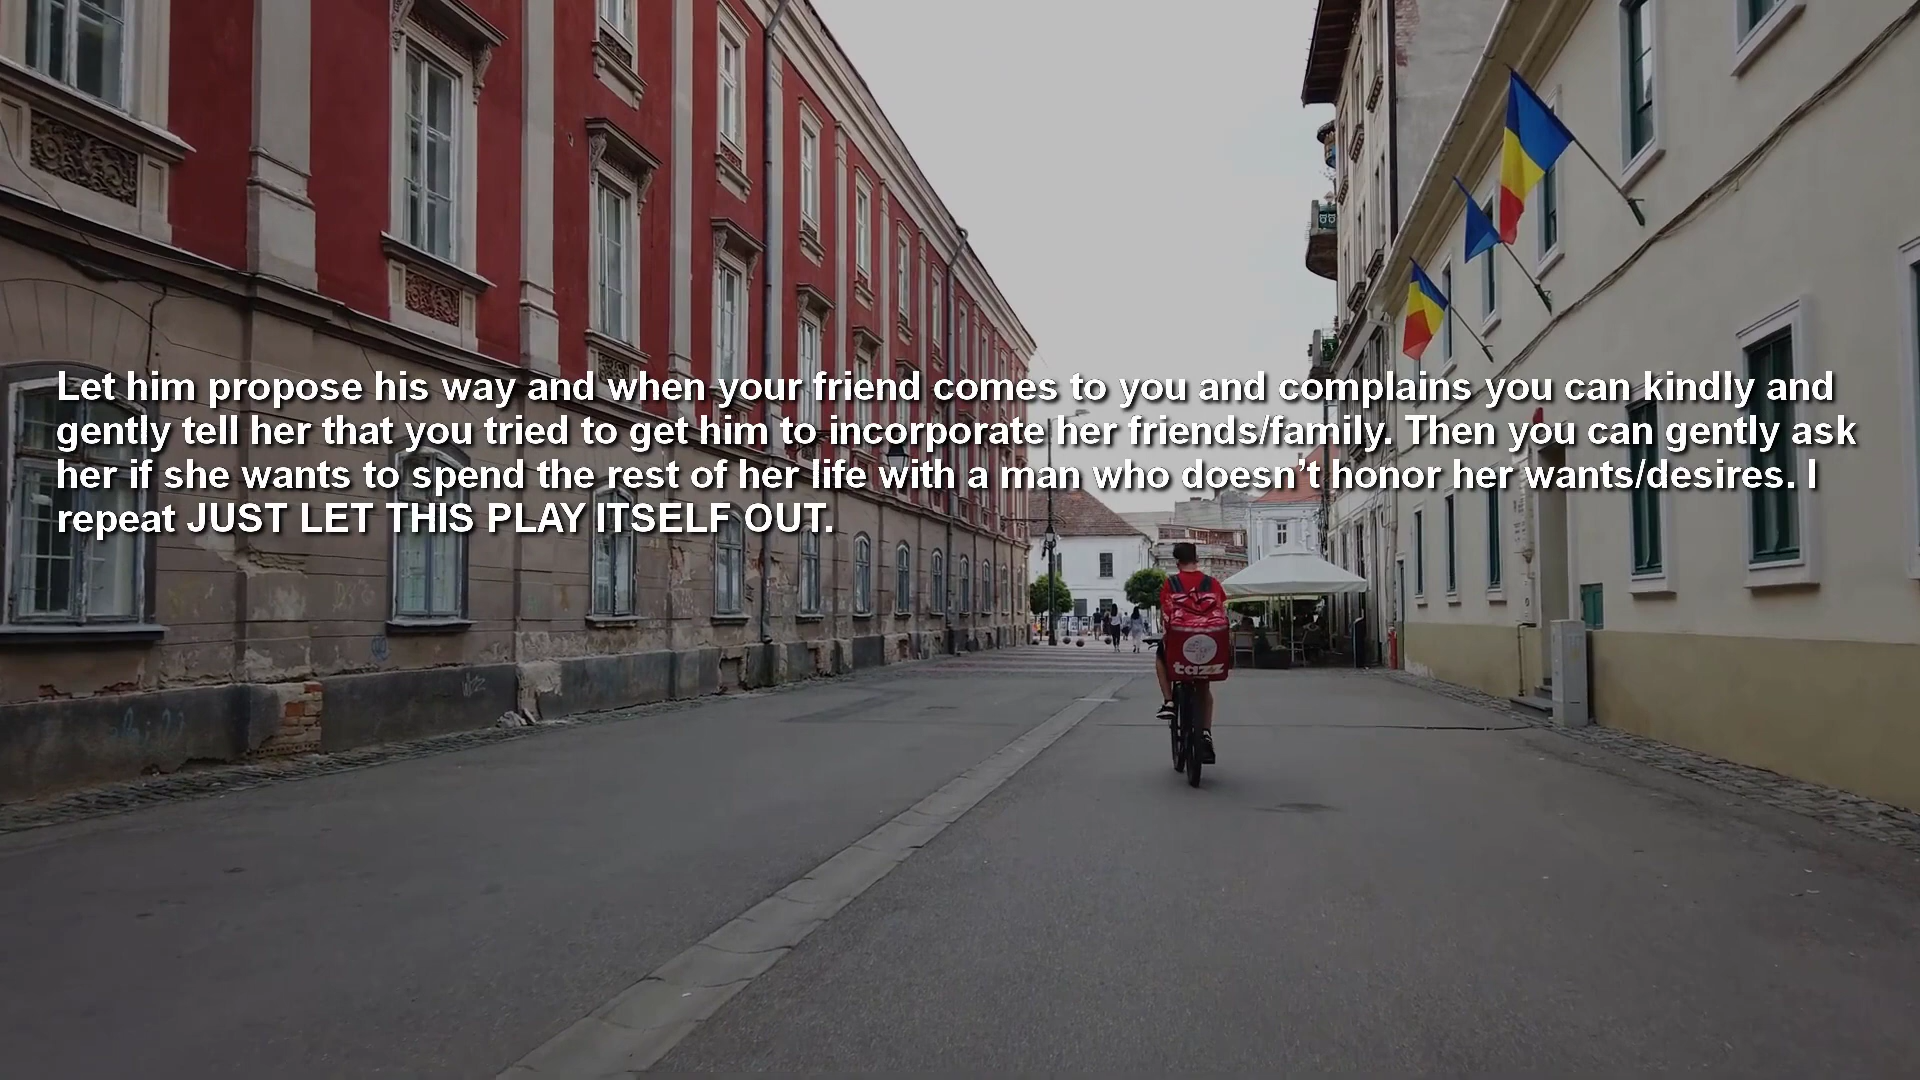 Let him propose his way and when your friend comes to you and complains you can kindly and
gently tell her that you tried to get him to incorporate her friends/family. Then you can gently ask
her if she wants to spend the rest of her life with a man who doesn’t honor her wants/desires. I
repeat JUST LET THIS PLAY ITSELF OUT.
tazz